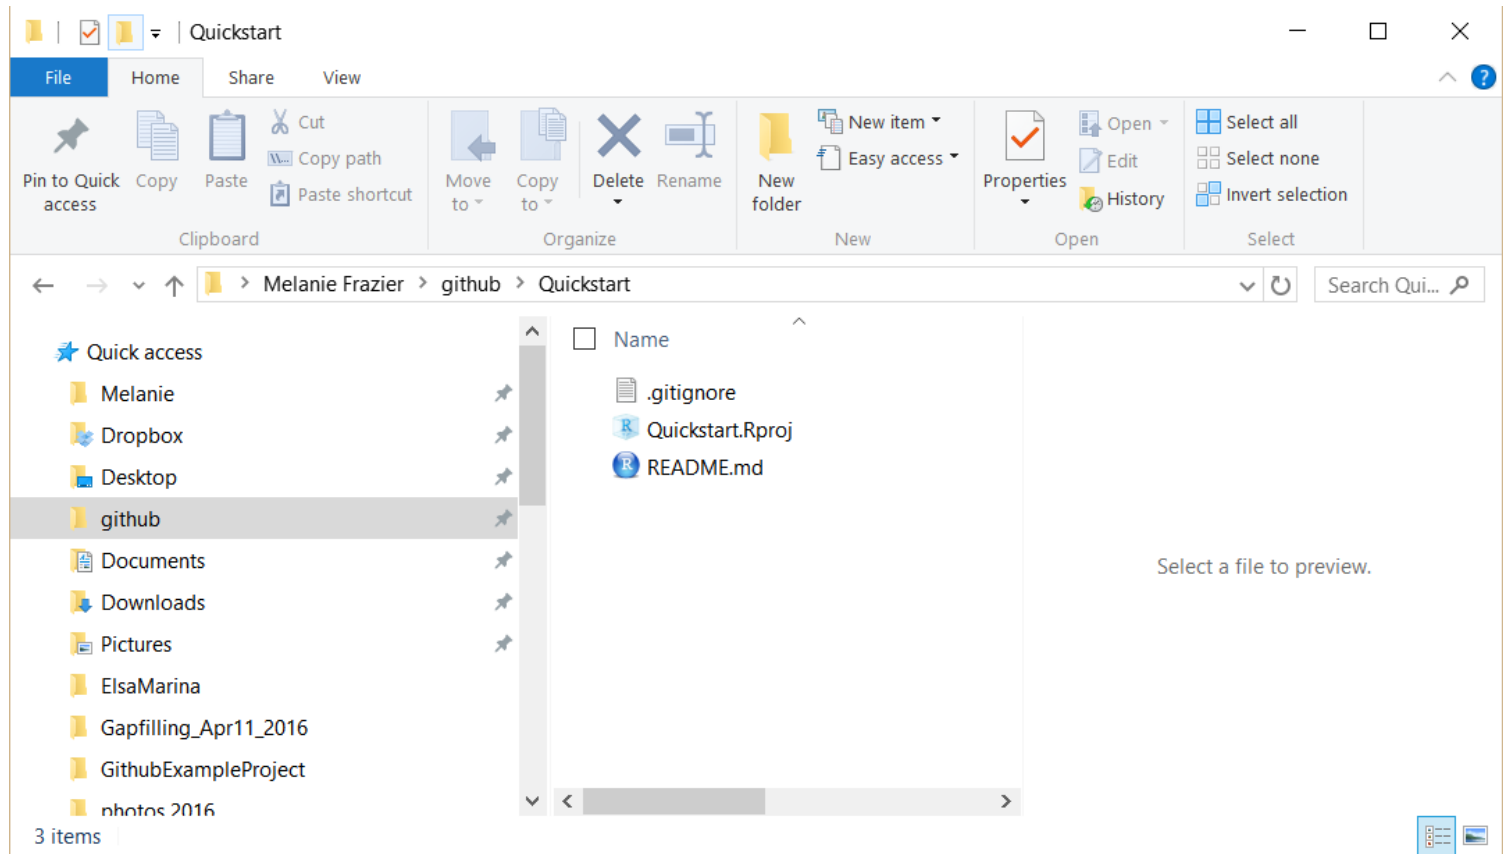 Quickstart
File Home Share View
Pin to Quick access
Copy
Paste
Cut
Copy path
Paste shortcut
Clipboard
Move to
Copy to
Delete
Rename
Organize
New folder
New item
Easy access
New
Properties
Open
Edit
History
Open
Select all
Select none
Invert selection
Select
Melanie Frazier > github > Quickstart
Search Qui...
Quick access
Melanie
Dropbox
Desktop
github
Documents
Downloads
Pictures
ElsaMarina
Gapfilling_Apr11_2016
GithubExampleProject
photos 2016
Name
.gitignore
Quickstart.Rproj
README.md
Select a file to preview.
3 items